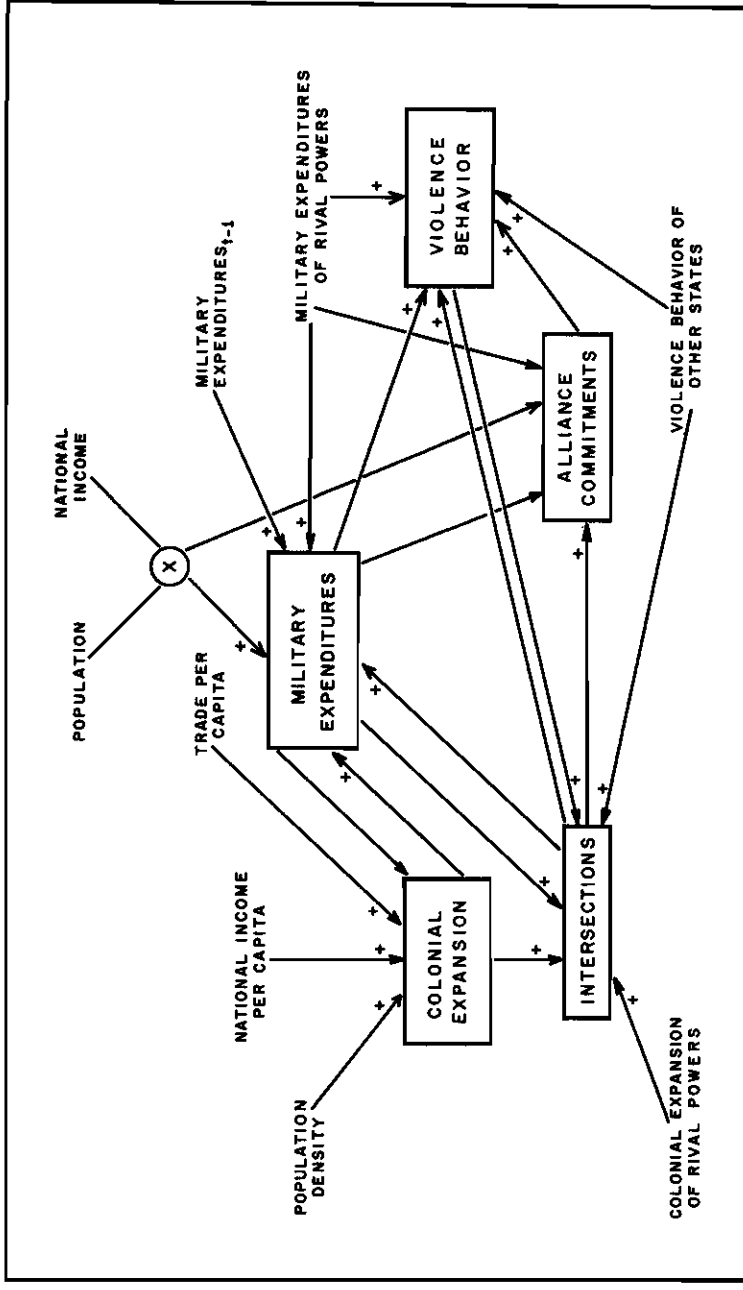 POPULATION
NATIONAL
INCOME
X
MILITARY
EXPENDITURESt-1
MILITARY EXPENDITURES
OF RIVAL POWERS
TRADE PER
CAPITA
NATIONAL INCOME
PER CAPITA
POPULATION
DENSITY
+
+
+
+
+
+
+
MILITARY
EXPENDITURES
+
+
COLONIAL
EXPANSION
VIOLENCE
BEHAVIOR
+
+
+
+
ALLIANCE
COMMITMENTS
+
+
+
+
+
INTERSECTIONS
+
COLONIAL EXPANSION
OF RIVAL POWERS
VIOLENCE BEHAVIOR OF
OTHER STATES